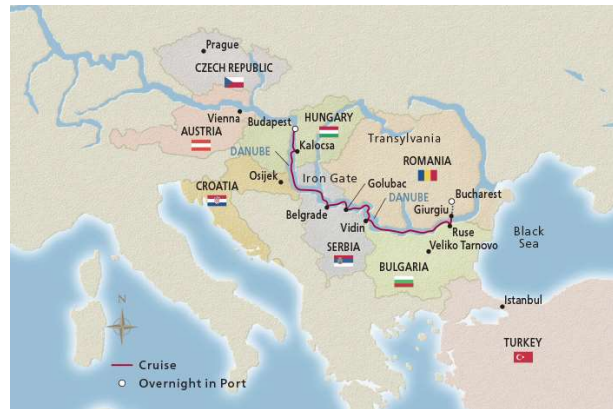 Prague
CZECH REPUBLIC
Vienna
Budapest
HUNGARY
AUSTRIA
Kalocsa
Transylvania
DANUBE
ROMANIA
Osijek
Iron Gate
CROATIA
Golubac
Bucharest
DANUBE
Giurgiu
Belgrade
Vidin
Ruse
Black
Sea
SERBIA
Veliko Tarnovo
BULGARIA
Istanbul
N
TURKEY
Cruise
Overnight in Port